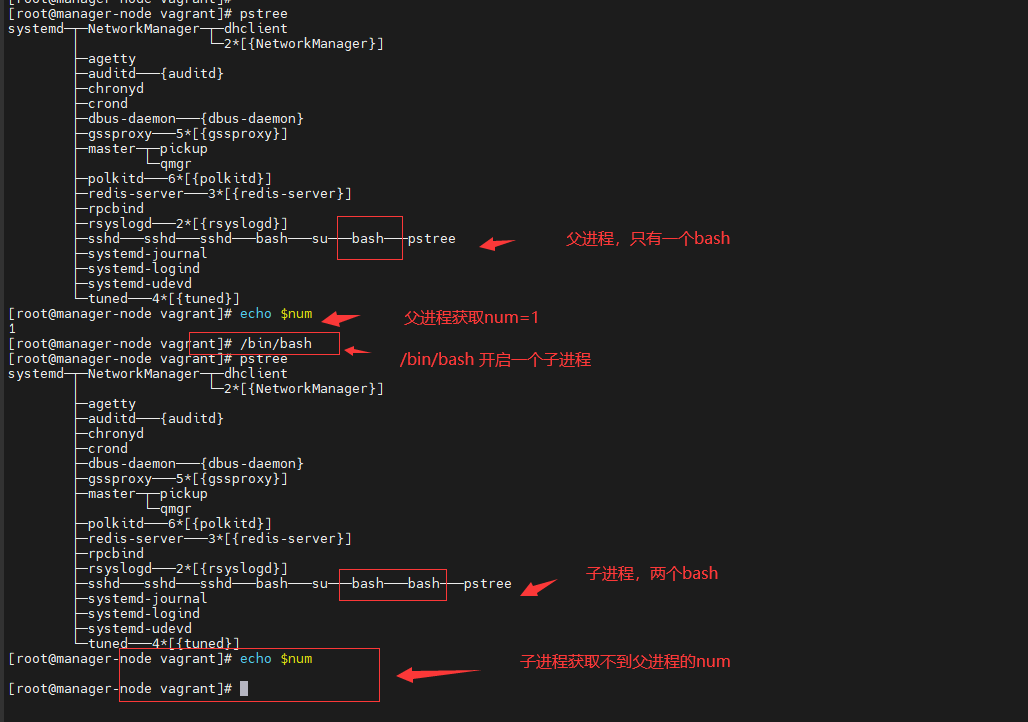 [root@manager-node vagrant]#
[root@manager-node vagrant]# pstree
systemd─┬─NetworkManager─┬─dhclient
        │                └─2*[{NetworkManager}]
        ├─agetty
        ├─auditd───{auditd}
        ├─chronyd
        ├─crond
        ├─dbus-daemon───{dbus-daemon}
        ├─gssproxy───5*[{gssproxy}]
        ├─master─┬─pickup
        │        └─qmgr
        ├─polkitd───6*[{polkitd}]
        ├─redis-server───3*[{redis-server}]
        ├─rpcbind
        ├─rsyslogd───2*[{rsyslogd}]
        ├─sshd───sshd───sshd───bash───su───bash───pstree 父进程，只有一个bash
        ├─systemd-journal
        ├─systemd-logind
        ├─systemd-udevd
        └─tuned───4*[{tuned}]
[root@manager-node vagrant]# echo $num 父进程获取num=1
1
[root@manager-node vagrant]# /bin/bash
/bin/bash 开启一个子进程
[root@manager-node vagrant]# pstree
systemd─┬─NetworkManager─┬─dhclient
        │                └─2*[{NetworkManager}]
        ├─agetty
        ├─auditd───{auditd}
        ├─chronyd
        ├─crond
        ├─dbus-daemon───{dbus-daemon}
        ├─gssproxy───5*[{gssproxy}]
        ├─master─┬─pickup
        │        └─qmgr
        ├─polkitd───6*[{polkitd}]
        ├─redis-server───3*[{redis-server}]
        ├─rpcbind
        ├─rsyslogd───2*[{rsyslogd}]
        ├─sshd───sshd───sshd───bash───su───bash───bash───pstree 子进程，两个bash
        ├─systemd-journal
        ├─systemd-logind
        ├─systemd-udevd
        └─tuned───4*[{tuned}]
[root@manager-node vagrant]# echo $num 子进程获取不到父进程的num
[root@manager-node vagrant]#